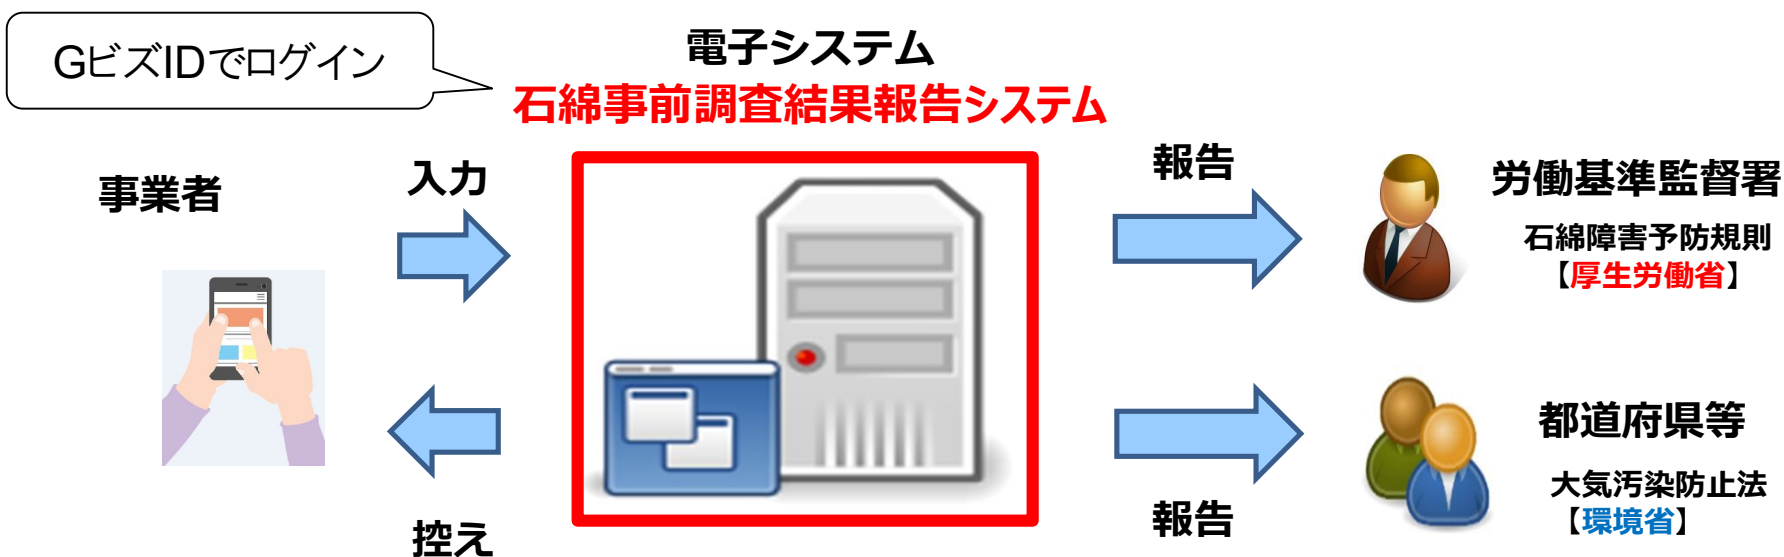 GビズIDでログイン
電子システム
石綿事前調査結果報告システム
事業者
入力
控え
報告
労働基準監督署
石綿障害予防規則
【厚生労働省】
報告
都道府県等
大気汚染防止法
【環境省】